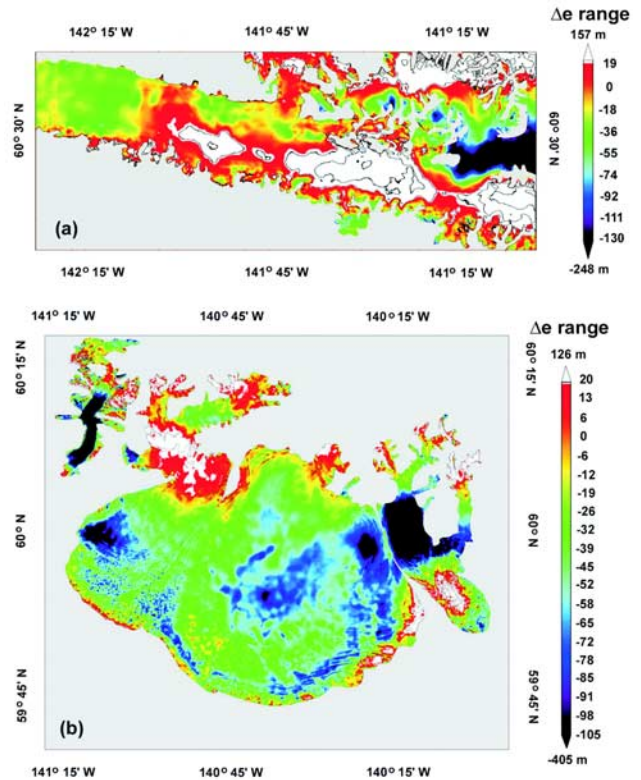 Δe range
142° 15' W 141° 45' W 141° 15' W
157 m
19
0
-19
-36
-55
-74
-92
-111
-130
-248 m
60° 30' N
60° 30' N
(a)
142° 15' W 141° 45' W 141° 15' W
141° 15' W 140° 45' W 140° 15' W
Δe range
126 m
20
13
6
0
-6
-12
-19
-26
-32
-39
-45
-52
-58
-65
-72
-78
-85
-91
-98
-105
-405 m
60° 15' N
60° 15' N
60° N
60° N
59° 45' N
59° 45' N
(b)
141° 15' W 140° 45' W 140° 15' W